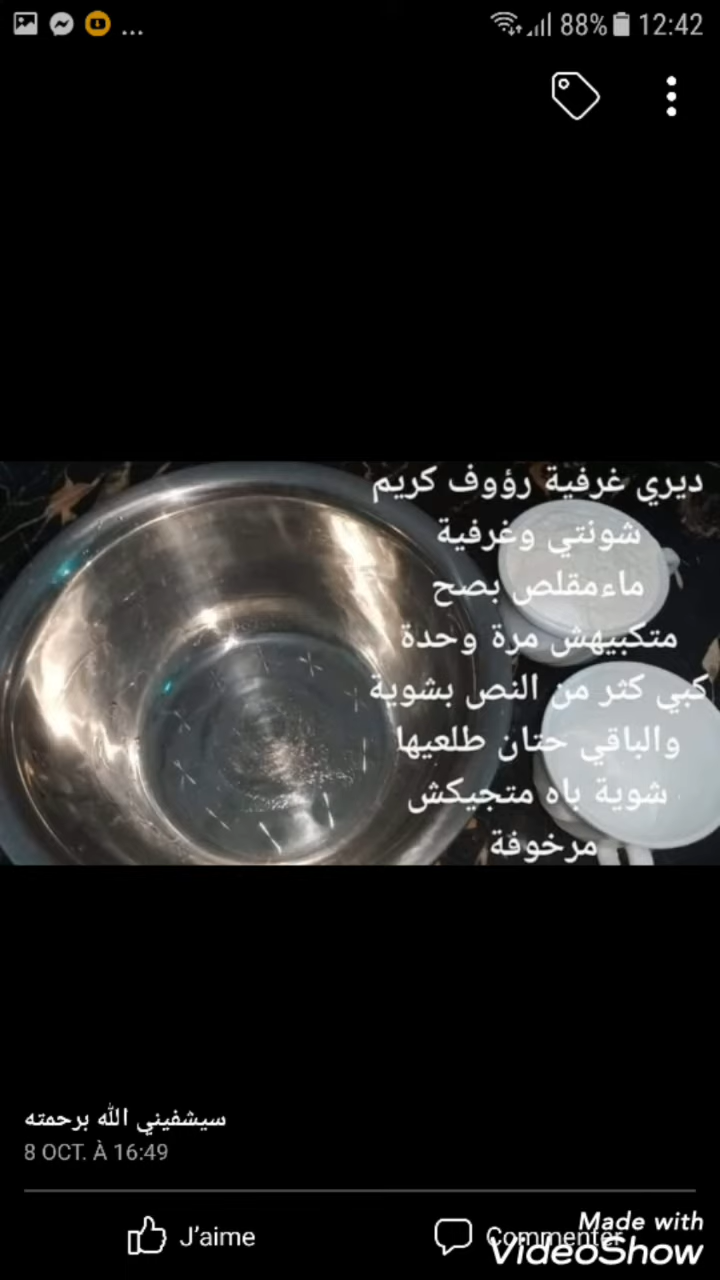 ... 88% 12:42
ديري غرفية رؤوف كريم
شونتي وغرفية
ماءمقلص بصح
متكبيهش مرة وحدة
كبي كثر من النص بشوية
والباقي حتان طلعيها
شوية باه متجيكش
مرخوفة
سيشفيني الله برحمته
8 OCT. À 16:49
J'aime
Commenter
Made with
VideoShow